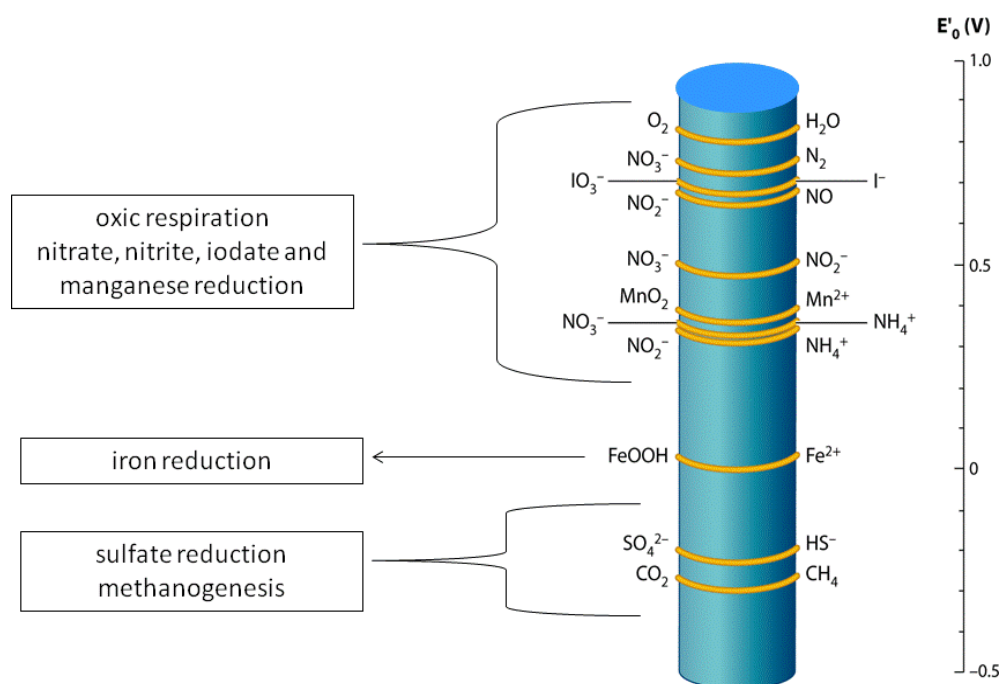 E'₀ (V)
1.0
O₂
H₂O
NO₃⁻
N₂
IO₃⁻
I⁻
NO₂⁻
NO
oxic respiration
nitrate, nitrite, iodate and
manganese reduction
NO₃⁻
NO₂⁻
0.5
MnO₂
Mn²⁺
NO₃⁻
NH₄⁺
NO₂⁻
NH₄⁺
iron reduction
FeOOH
Fe²⁺
0
sulfate reduction
methanogenesis
SO₄²⁻
HS⁻
CO₂
CH₄
–0.5